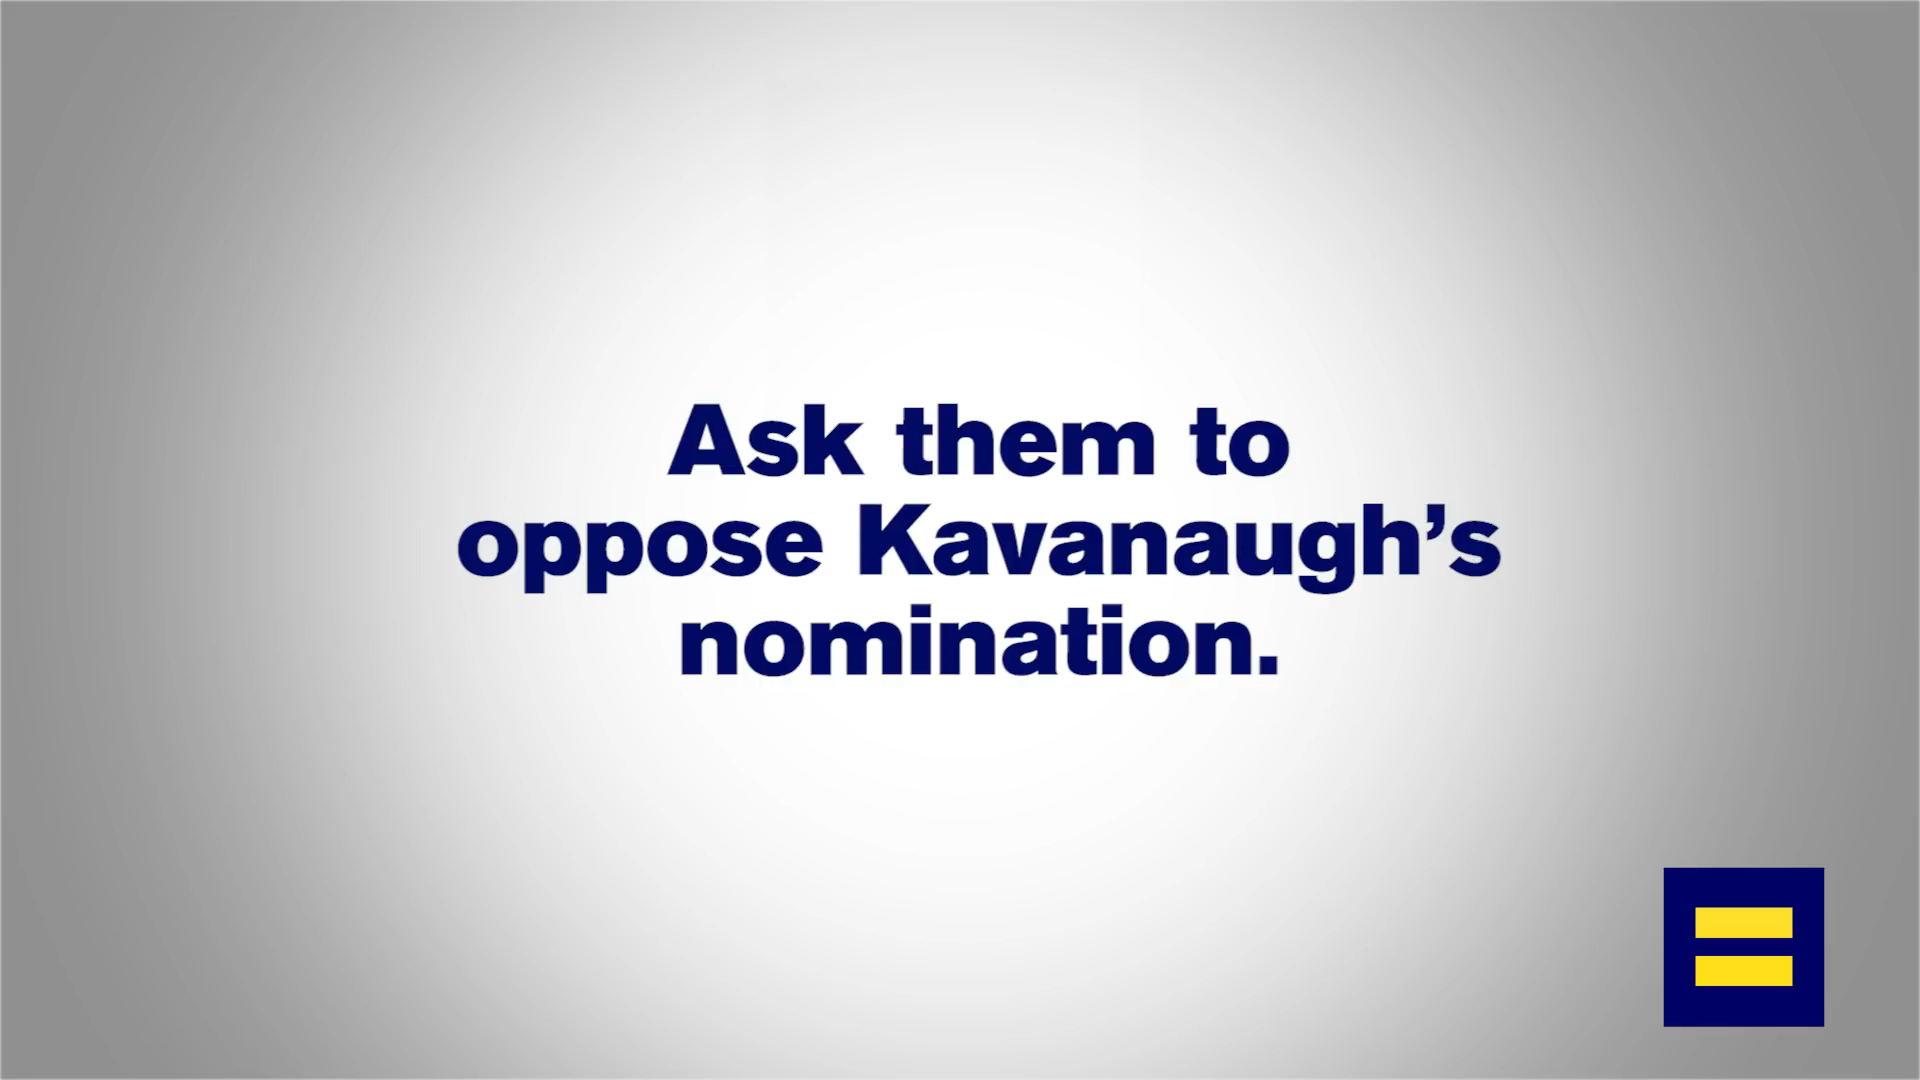 Ask them to
oppose Kavanaugh’s
nomination.